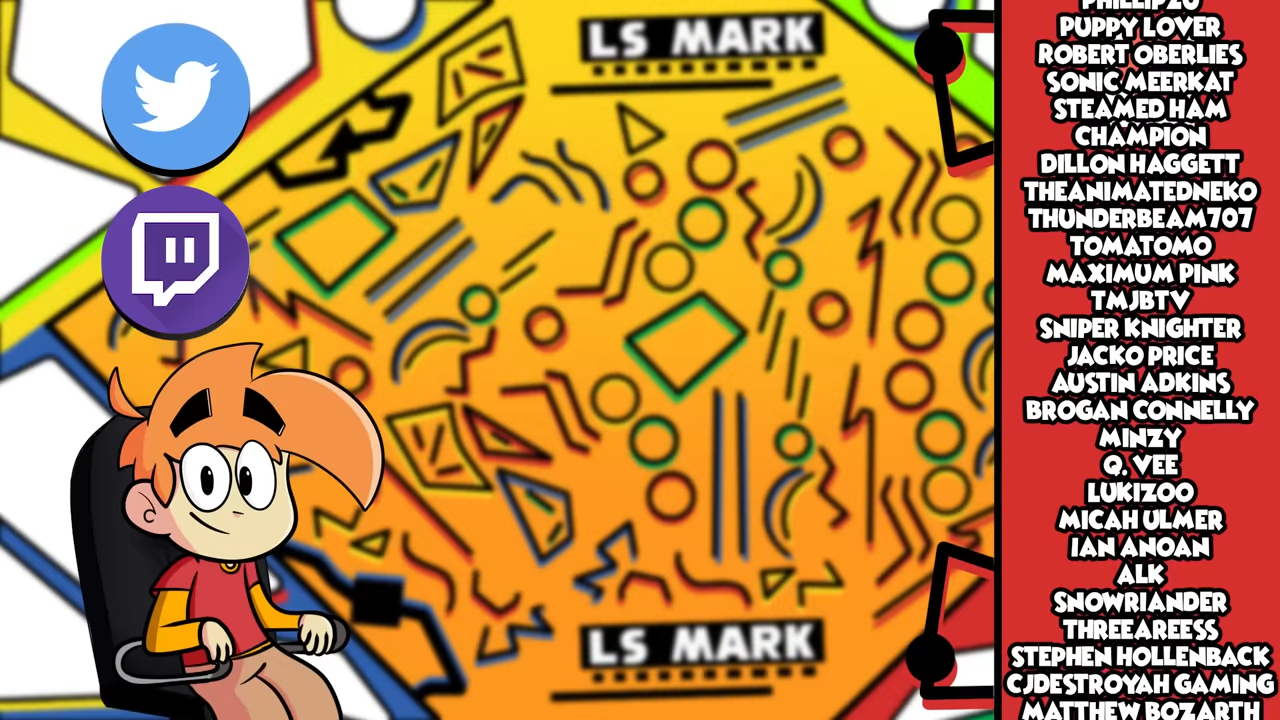 LS MARK
LS MARK
PHILLIPZO
PUPPY LOVER
ROBERT OBERLIES
SONIC MEERKAT
STEAMED HAM
CHAMPION
DILLON HAGGETT
THEANIMATEDNEKO
THUNDERBEAM707
TOMATOMO
MAXIMUM PINK
TMJBTV
SNIPER KNIGHTER
JACKO PRICE
AUSTIN ADKINS
BROGAN CONNELLY
MINZY
Q. VEE
LUKIZOO
MICAH ULMER
IAN ANOAN
ALK
SNOWRIANDER
THREEAREESS
STEPHEN HOLLENBACK
CJDESTROYAH GAMING
MATTHEW BOZARTH